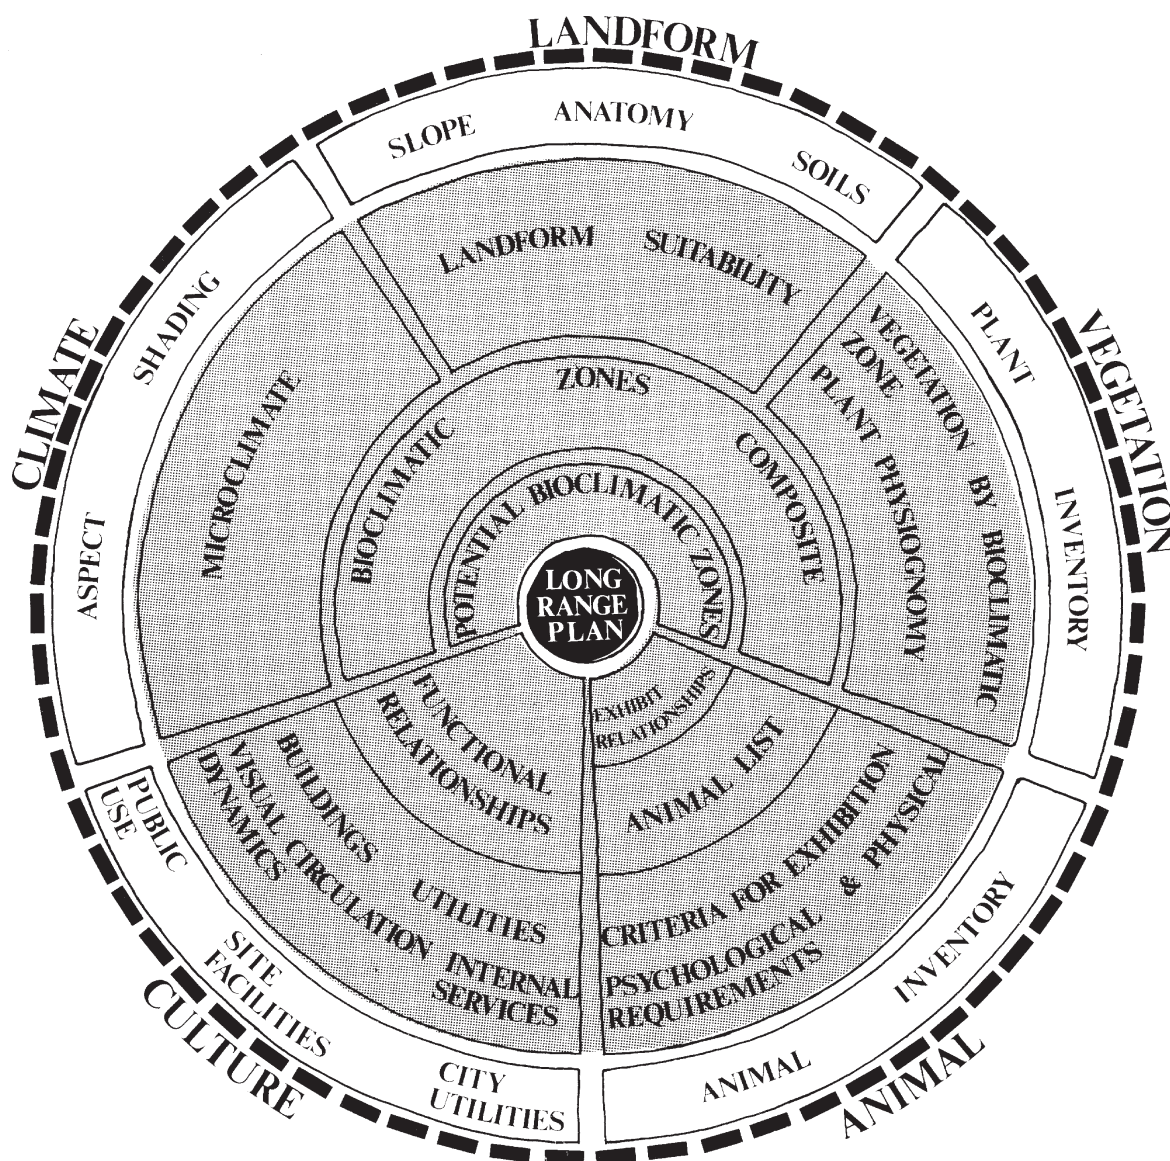 LANDFORM
SLOPE ANATOMY SOILS
LANDFORM SUITABILITY
CLIMATE
ASPECT SHADING
MICROCLIMATE
VEGETATION
PLANT INVENTORY
VEGETATION BY BIOCLIMATIC
ZONE
PLANT PHYSIOGNOMY
BIOCLIMATIC ZONES COMPOSITE
POTENTIAL BIOCLIMATIC ZONES
LONG
RANGE
PLAN
FUNCTIONAL
RELATIONSHIPS
BUILDINGS UTILITIES
VISUAL CIRCULATION INTERNAL
DYNAMICS SERVICES
PUBLIC
USE
SITE
FACILITIES
CITY
UTILITIES
CULTURE
EXHIBIT
RELATIONSHIPS
ANIMAL LIST
CRITERIA FOR EXHIBITION
PSYCHOLOGICAL & PHYSICAL
REQUIREMENTS
ANIMAL INVENTORY
ANIMAL